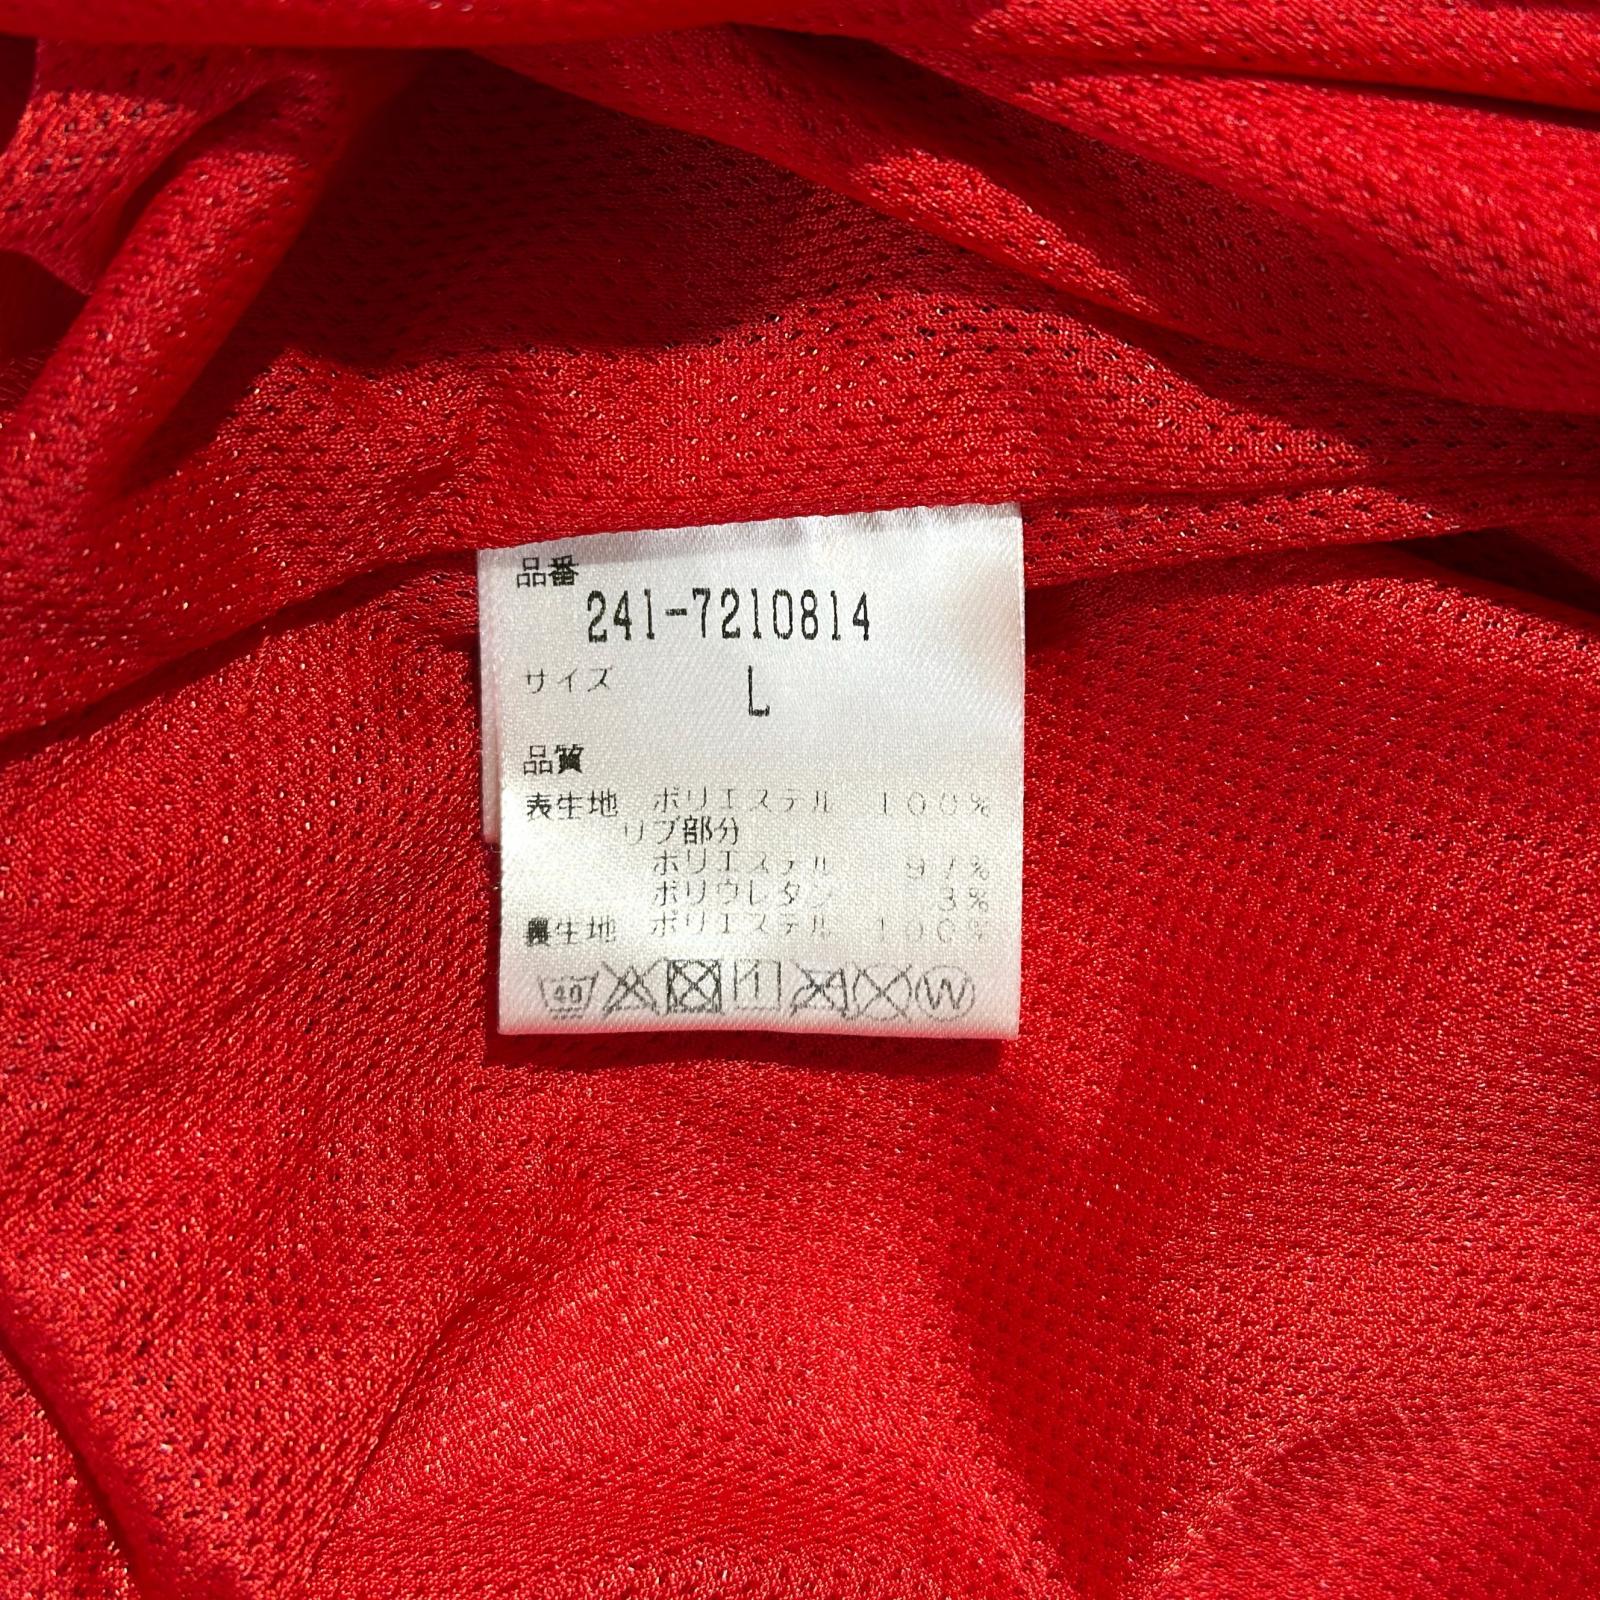 品番
241-7210814
サイズ L
品質
表生地 ポリエステル 100%
リブ部分
ポリエステル 97%
ポリウレタン 3%
裏生地 ポリエステル 100%
40 W